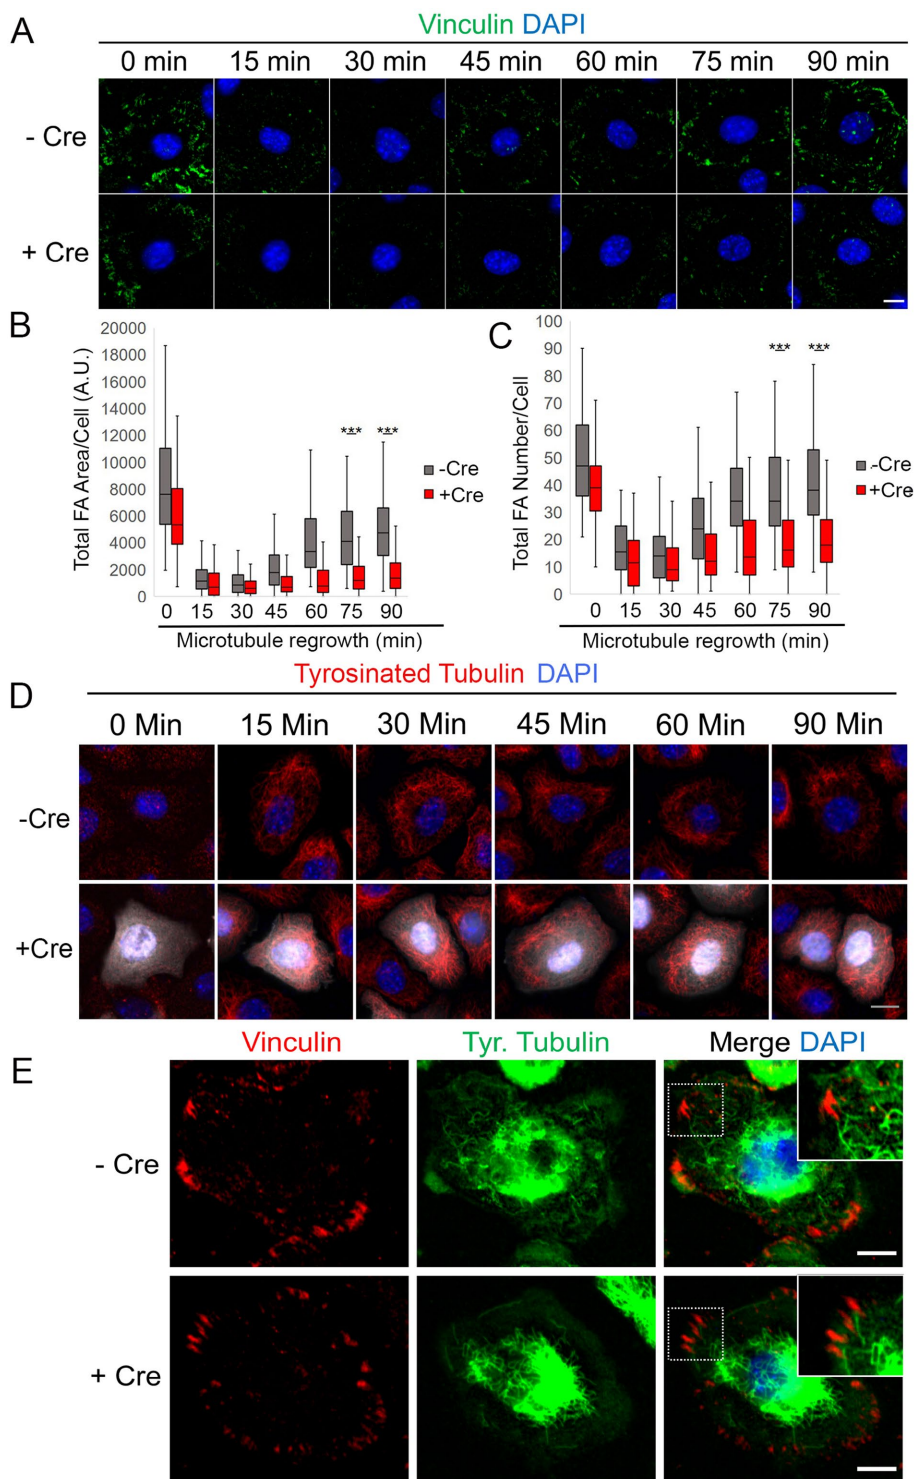 A
Vinculin DAPI
0 min 15 min 30 min 45 min 60 min 75 min 90 min
- Cre
+ Cre
B
Total FA Area/Cell (A.U.)
20000
18000
16000
14000
12000
10000
8000
6000
4000
2000
0
*** ***
-Cre
+Cre
0 15 30 45 60 75 90
Microtubule regrowth (min)
C
Total FA Number/Cell
100
90
80
70
60
50
40
30
20
10
0
*** ***
-Cre
+Cre
0 15 30 45 60 75 90
Microtubule regrowth (min)
D
Tyrosinated Tubulin DAPI
0 Min 15 Min 30 Min 45 Min 60 Min 90 Min
-Cre
+Cre
E
Vinculin Tyr. Tubulin Merge DAPI
- Cre
+ Cre